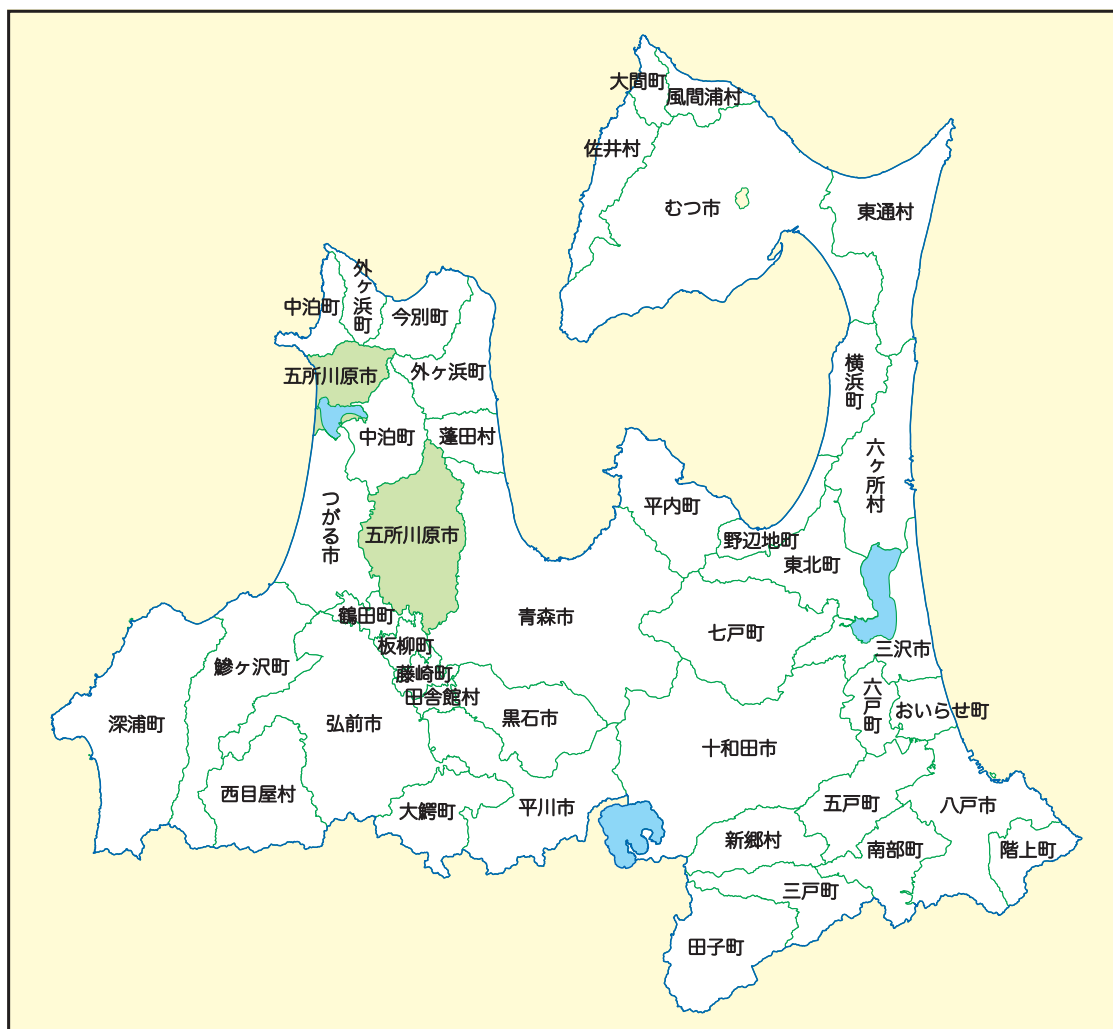 大間町
風間浦村
佐井村
むつ市
東通村
外ヶ浜町
中泊町
今別町
五所川原市
外ヶ浜町
横浜町
中泊町
蓬田村
六ヶ所村
つがる市
平内町
五所川原市
野辺地町
東北町
鶴田町
青森市
七戸町
板柳町
三沢市
鰺ヶ沢町
藤崎町
田舎館村
六戸町
おいらせ町
深浦町
弘前市
黒石市
十和田市
西目屋村
大鰐町
平川市
五戸町
八戸市
新郷村
南部町
階上町
三戸町
田子町